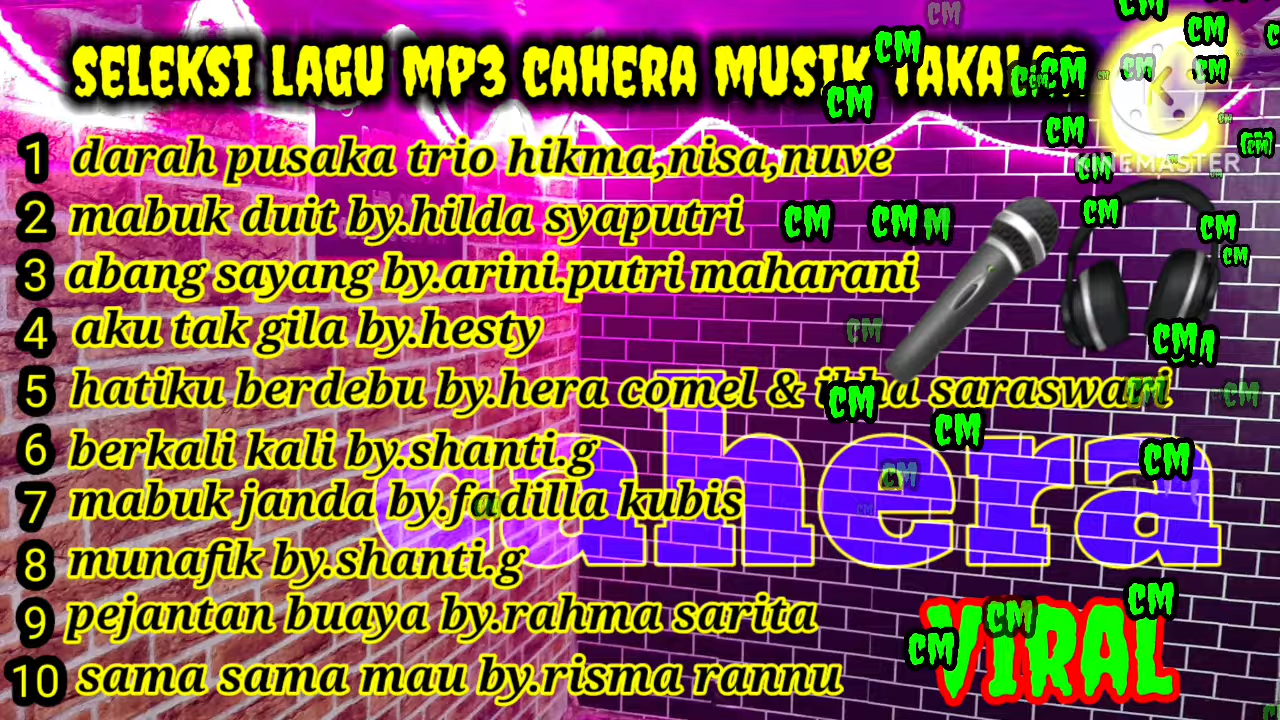 SELEKSI LAGU MP3 CAHERA MUSIK
KINEMASTER
1 darah pusaka trio hikma,nisa,nuve
2 mabuk duit by.hilda syaputri
3 abang sayang by.arini.putri maharani
4 aku tak gila by.hesty
5 hatiku berdebu by.hera comel & saraswati
6 berkali kali by.shanti.g
7 mabuk janda by.fadilla kubis
8 munafik by.shanti.g
9 pejantan buaya by.rahma sarita
10 sama sama mau by.risma rannu
cahera
VIRAL
CM